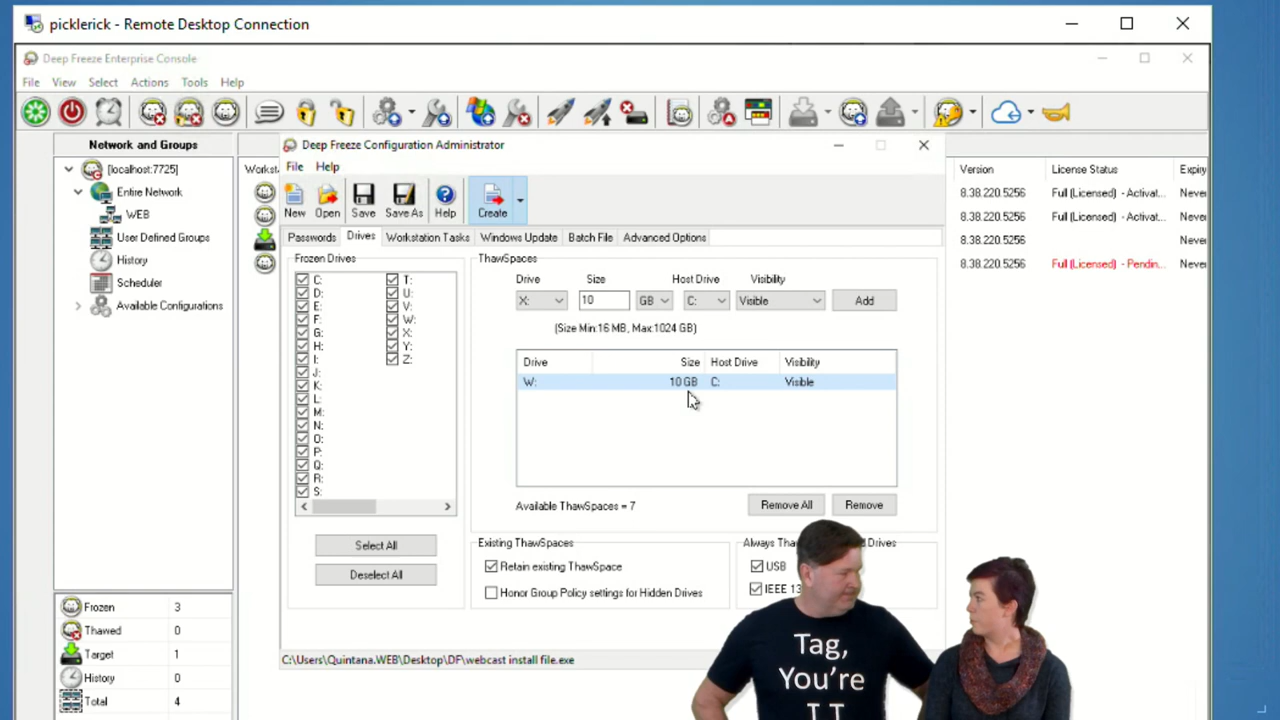 picklerick - Remote Desktop Connection
Deep Freeze Enterprise Console
File View Select Actions Tools Help
Network and Groups
[localhost:7725]
Entire Network
WEB
User Defined Groups
History
Scheduler
Available Configurations
Frozen 3
Thawed 0
Target 1
History 0
Total 4
Deep Freeze Configuration Administrator
File Help
New Open Save Save As Help Create
Passwords Drives Workstation Tasks Windows Update Batch File Advanced Options
Frozen Drives
C: T:
D: U:
E: V:
F: W:
G: X:
H: Y:
I: Z:
J:
K:
L:
M:
N:
O:
P:
Q:
R:
S:
Select All
Deselect All
ThawSpaces
Drive Size Host Drive Visibility
X: 10 GB C: Visible Add
(Size Min:16 MB, Max:1024 GB)
Drive Size Host Drive Visibility
W: 10 GB C: Visible
Available ThawSpaces = 7
Remove All Remove
Existing ThawSpaces
Retain existing ThawSpace
Honor Group Policy settings for Hidden Drives
Drives
USB
IEEE
C:\Users\Quintana.WEB\Desktop\DF\webcast install file.exe
Version License Status
8.38.220.5256 Full (Licensed) - Activat... Never
8.38.220.5256 Full (Licensed) - Activat... Never
8.38.220.5256 Never
8.38.220.5256 Full (Licensed) - Pendin... Never
Tag,
You're
I.T